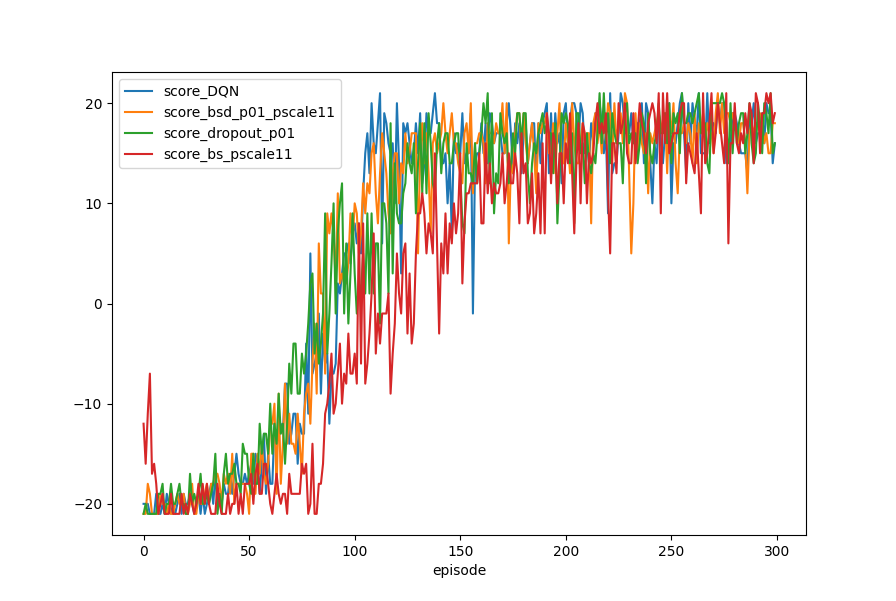 score_DQN
score_bsd_p01_pscale11
score_dropout_p01
score_bs_pscale11
20
10
0
−10
−20
0 50 100 150 200 250 300
episode